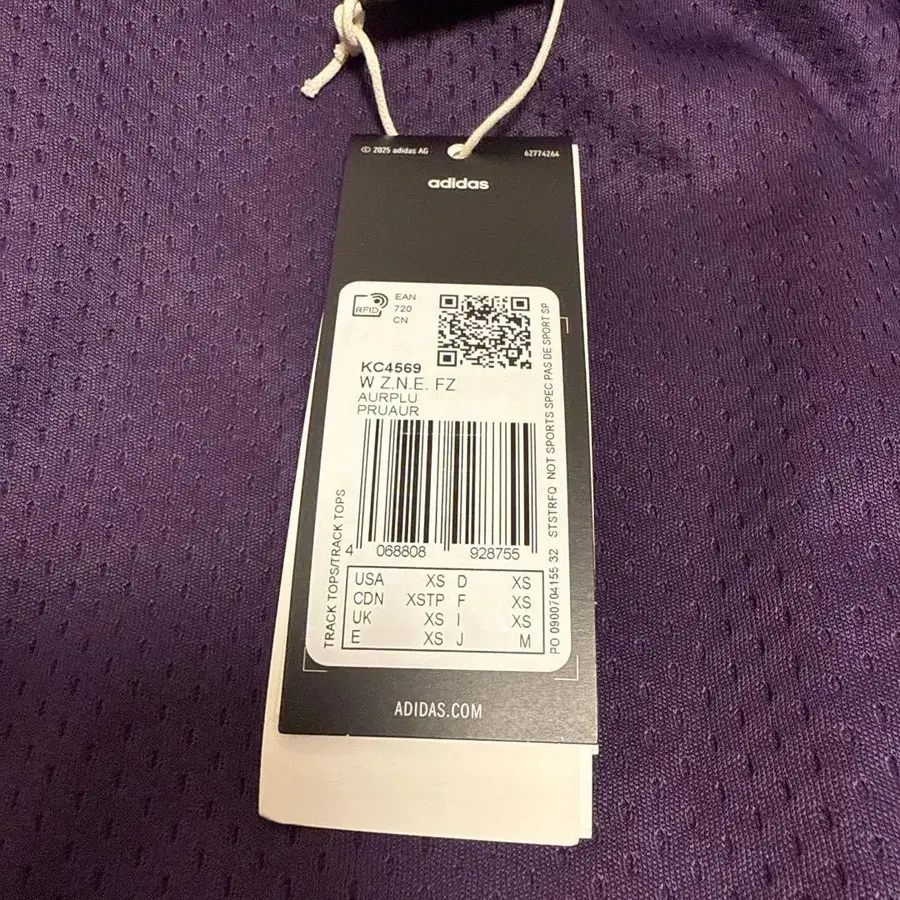 © 2025 adidas AG
62774264
adidas
RFID
EAN
720
CN
KC4569
W Z.N.E. FZ
AURPLU
PRUAUR
4 068808 928755
USA XS D XS
CDN XSTP F XS
UK XS I XS
E XS J M
TRACK TOPS/TRACK TOPS
PO 0900704155 32 STSTRFO NOT SPORTS SPEC PAS DE SPORT SP
ADIDAS.COM